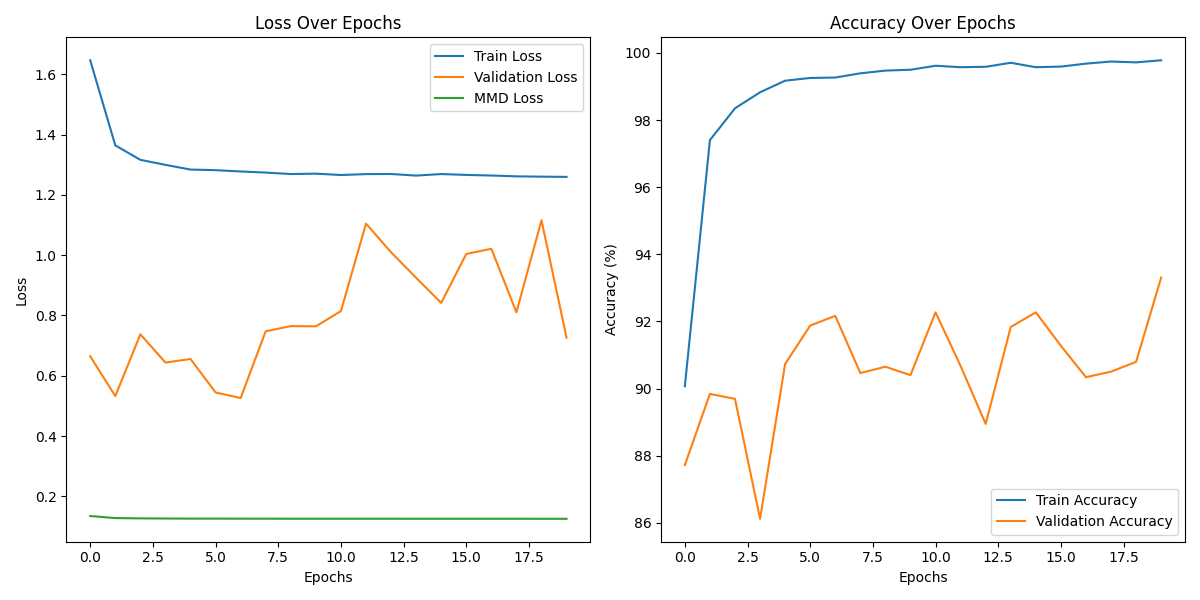 Loss Over Epochs
Train Loss
Validation Loss
MMD Loss
Loss
1.6
1.4
1.2
1.0
0.8
0.6
0.4
0.2
0.0 2.5 5.0 7.5 10.0 12.5 15.0 17.5
Epochs
Accuracy Over Epochs
Accuracy (%)
100
98
96
94
92
90
88
86
Train Accuracy
Validation Accuracy
0.0 2.5 5.0 7.5 10.0 12.5 15.0 17.5
Epochs